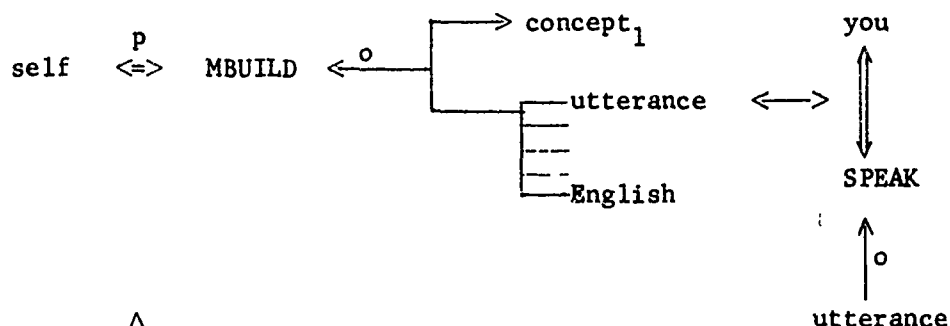 concept1 you
p
self <=> MBUILD o
utterance
English
SPEAK
o
utterance